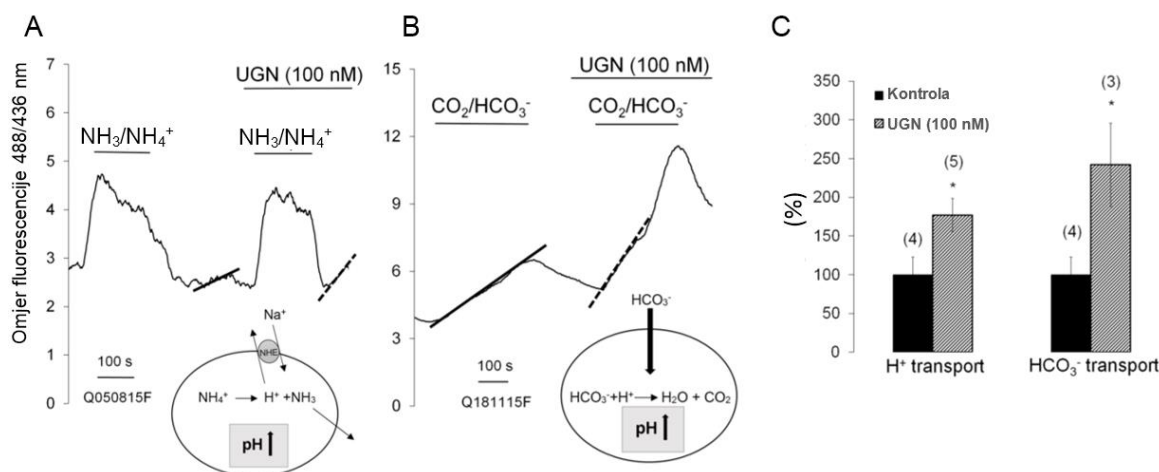 A
Omjer fluorescencije 488/436 nm
7
6
5
4
3
2
1
0
UGN (100 nM)
NH₃/NH₄⁺
NH₃/NH₄⁺
100 s
Q050815F
Na⁺
NHE
NH₄⁺ → H⁺ +NH₃
pH ↑
B
15
12
9
6
3
0
UGN (100 nM)
CO₂/HCO₃⁻
CO₂/HCO₃⁻
100 s
Q181115F
HCO₃⁻
HCO₃⁻+H⁺ → H₂O + CO₂
pH ↑
C
(%)
350
300
250
200
150
100
50
0
Kontrola
UGN (100 nM)
(4)
(5)
*
(4)
(3)
*
H⁺ transport
HCO₃⁻ transport